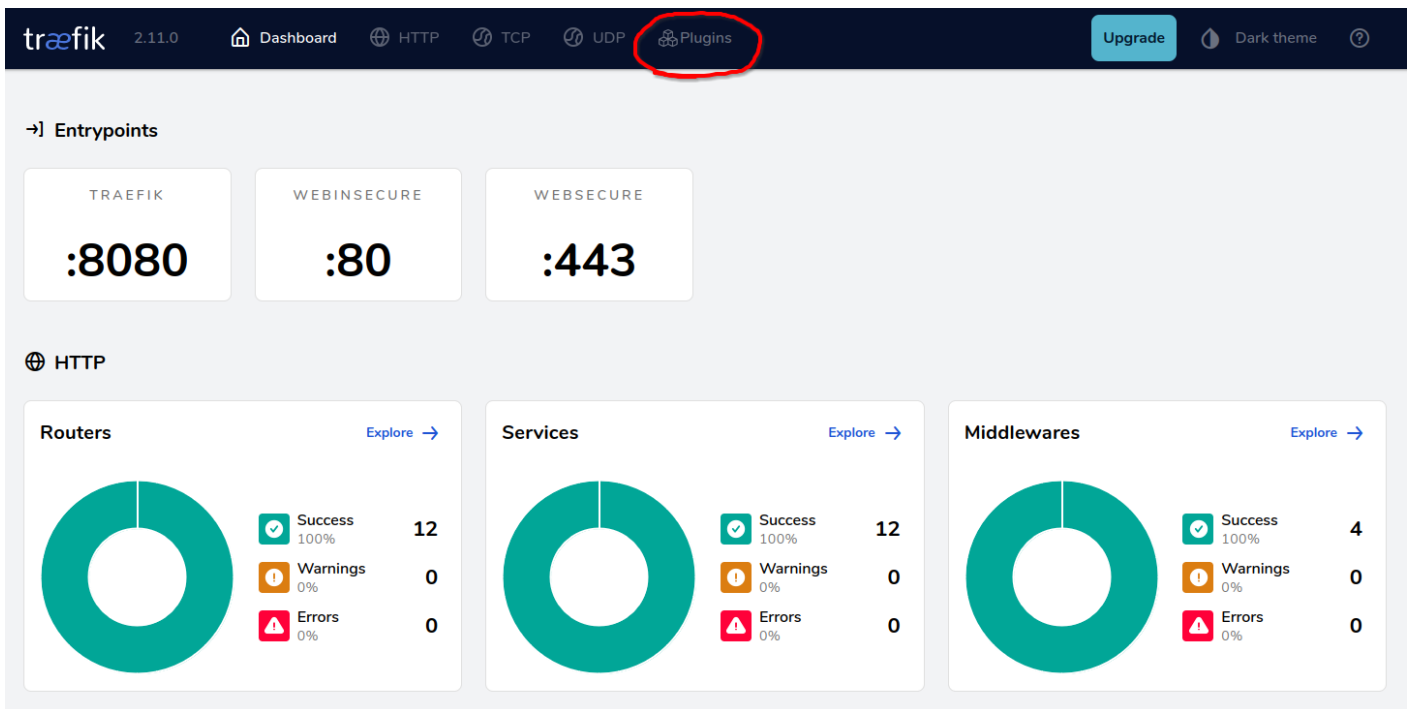 træfik 2.11.0 Dashboard HTTP TCP UDP Plugins Upgrade Dark theme
Entrypoints
TRAEFIK WEBINSECURE WEBSECURE
:8080 :80 :443
HTTP
Routers Explore Services Explore Middlewares Explore
Success 12 Success 12 Success 4
100% 100% 100%
Warnings 0 Warnings 0 Warnings 0
0% 0% 0%
Errors 0 Errors 0 Errors 0
0% 0% 0%